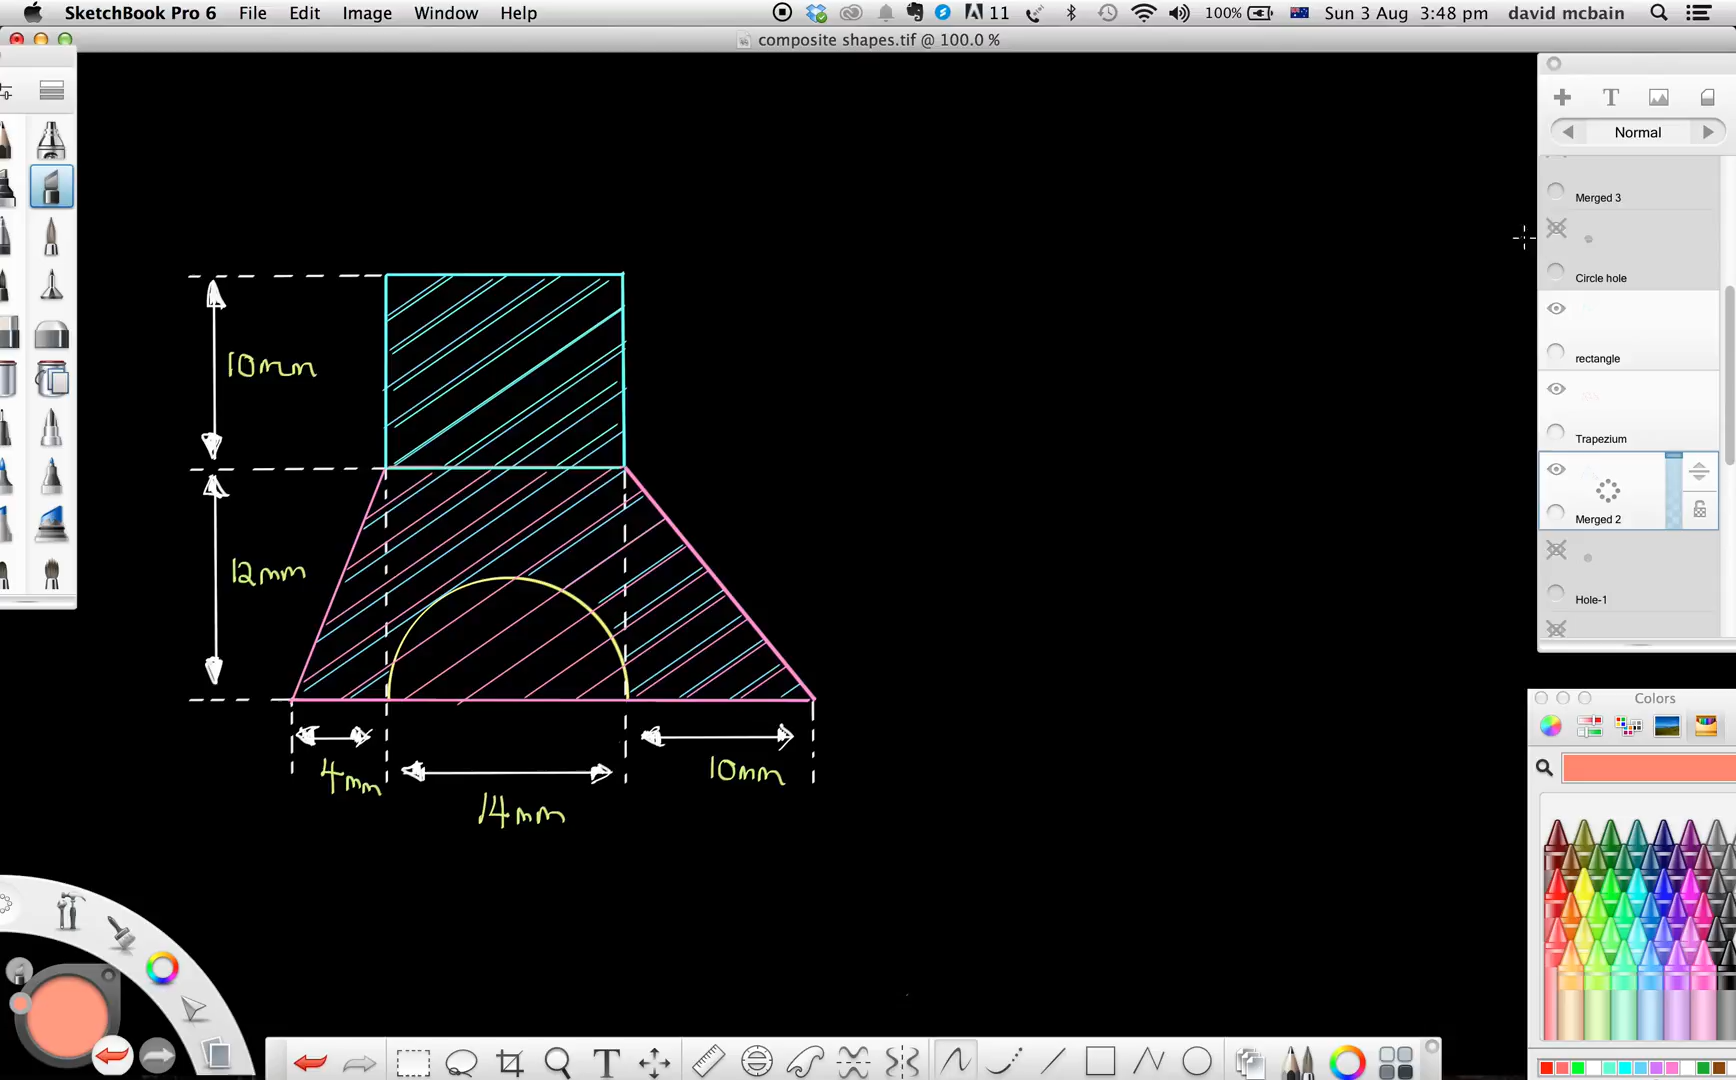 SketchBook Pro 6 File Edit Image Window Help 11 100% Sun 3 Aug 3:48 pm david mcbain
composite shapes.tif @ 100.0 %
T
Normal
Merged 3
Circle hole
rectangle
Trapezium
Merged 2
Hole-1
10mm
12mm
4mm
14mm
10mm
Colors
T